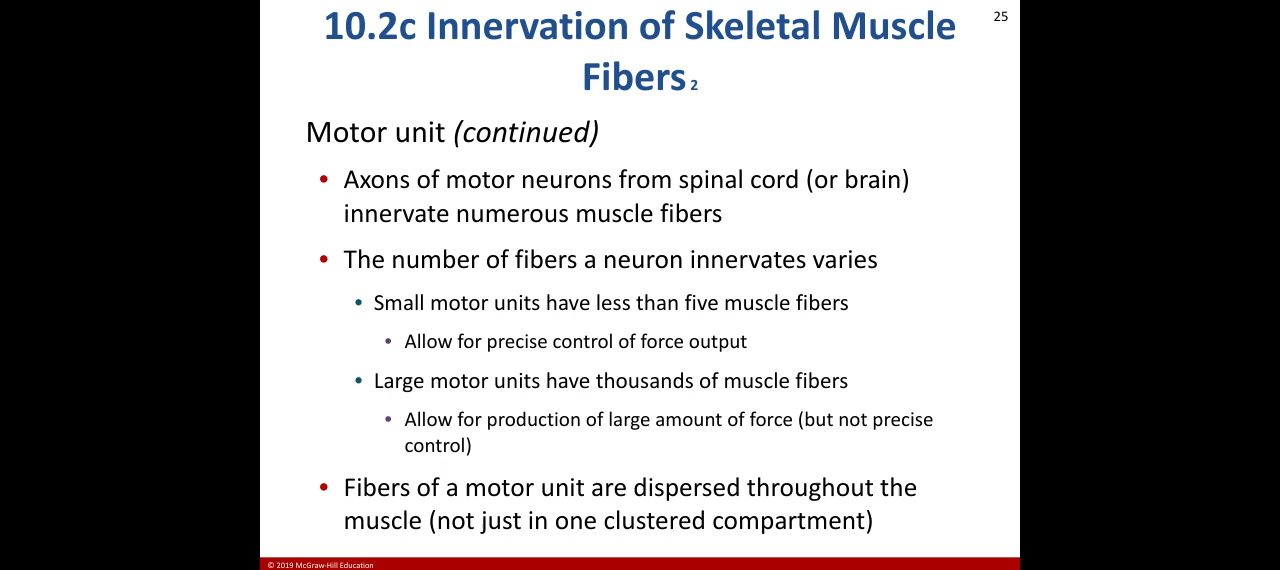 10.2c Innervation of Skeletal Muscle
Fibers 2
25
Motor unit (continued)
• Axons of motor neurons from spinal cord (or brain)
innervate numerous muscle fibers
• The number of fibers a neuron innervates varies
• Small motor units have less than five muscle fibers
• Allow for precise control of force output
• Large motor units have thousands of muscle fibers
• Allow for production of large amount of force (but not precise
control)
• Fibers of a motor unit are dispersed throughout the
muscle (not just in one clustered compartment)
© 2019 McGraw-Hill Education